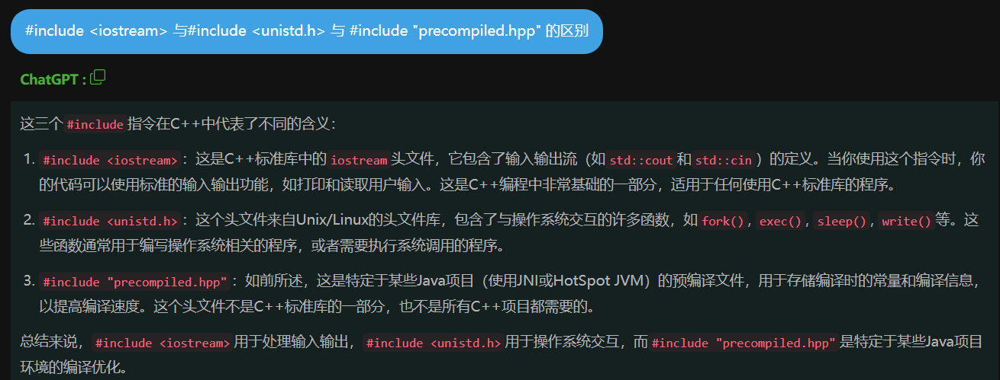 #include <iostream> 与#include <unistd.h> 与 #include "precompiled.hpp" 的区别
ChatGPT :
这三个 #include 指令在C++中代表了不同的含义：
1. #include <iostream> ：这是C++标准库中的 iostream 头文件，它包含了输入输出流（如 std::cout 和 std::cin ）的定义。当你使用这个指令时，你
的代码可以使用标准的输入输出功能，如打印和读取用户输入。这是C++编程中非常基础的一部分，适用于任何使用C++标准库的程序。
2. #include <unistd.h> ：这个头文件来自Unix/Linux的头文件库，包含了与操作系统交互的许多函数，如 fork() , exec() , sleep() , write() 等。这
些函数通常用于编写操作系统相关的程序，或者需要执行系统调用的程序。
3. #include "precompiled.hpp" ：如前所述，这是特定于某些Java项目（使用JNI或HotSpot JVM）的预编译文件，用于存储编译时的常量和编译信息，
以提高编译速度。这个头文件不是C++标准库的一部分，也不是所有C++项目都需要的。
总结来说， #include <iostream> 用于处理输入输出， #include <unistd.h> 用于操作系统交互，而 #include "precompiled.hpp" 是特定于某些Java项目
环境的编译优化。